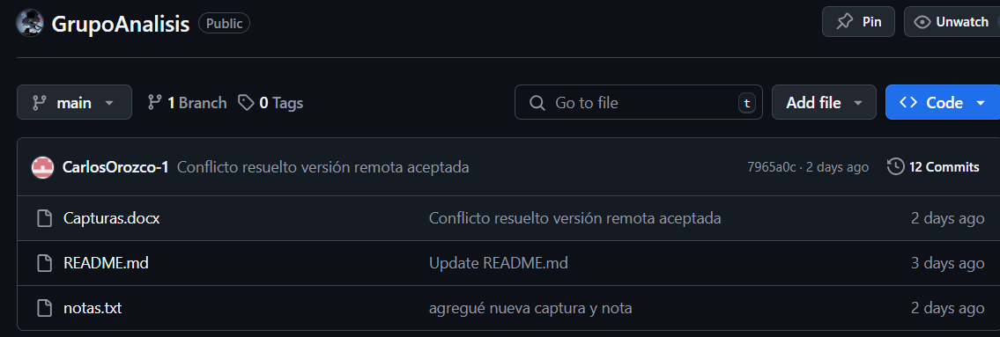 GrupoAnalisis Public Pin Unwatch
main 1 Branch 0 Tags Go to file t Add file Code
CarlosOrozco-1 Conflicto resuelto versión remota aceptada 7965a0c · 2 days ago 12 Commits
Capturas.docx Conflicto resuelto versión remota aceptada 2 days ago
README.md Update README.md 3 days ago
notas.txt agregué nueva captura y nota 2 days ago